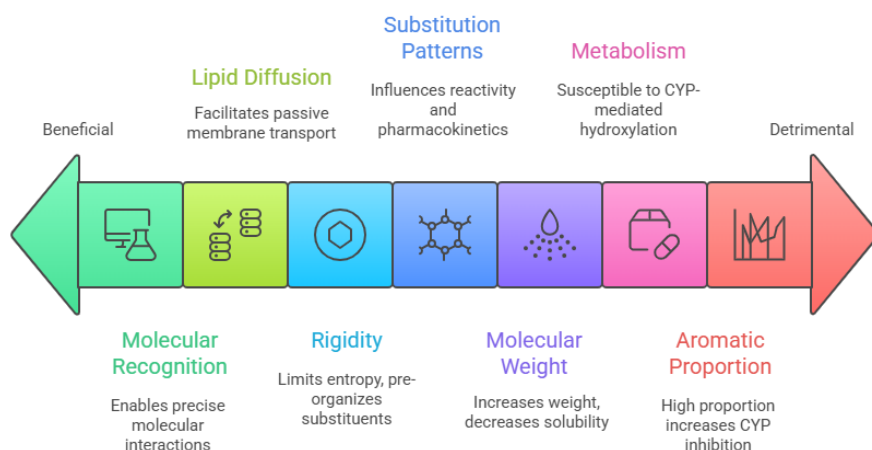 Beneficial
Lipid Diffusion
Facilitates passive
membrane transport
Substitution
Patterns
Influences reactivity
and
pharmacokinetics
Metabolism
Susceptible to CYP-
mediated
hydroxylation
Detrimental
Molecular
Recognition
Enables precise
molecular
interactions
Rigidity
Limits entropy, pre-
organizes
substituents
Molecular
Weight
Increases weight,
decreases solubility
Aromatic
Proportion
High proportion
increases CYP
inhibition